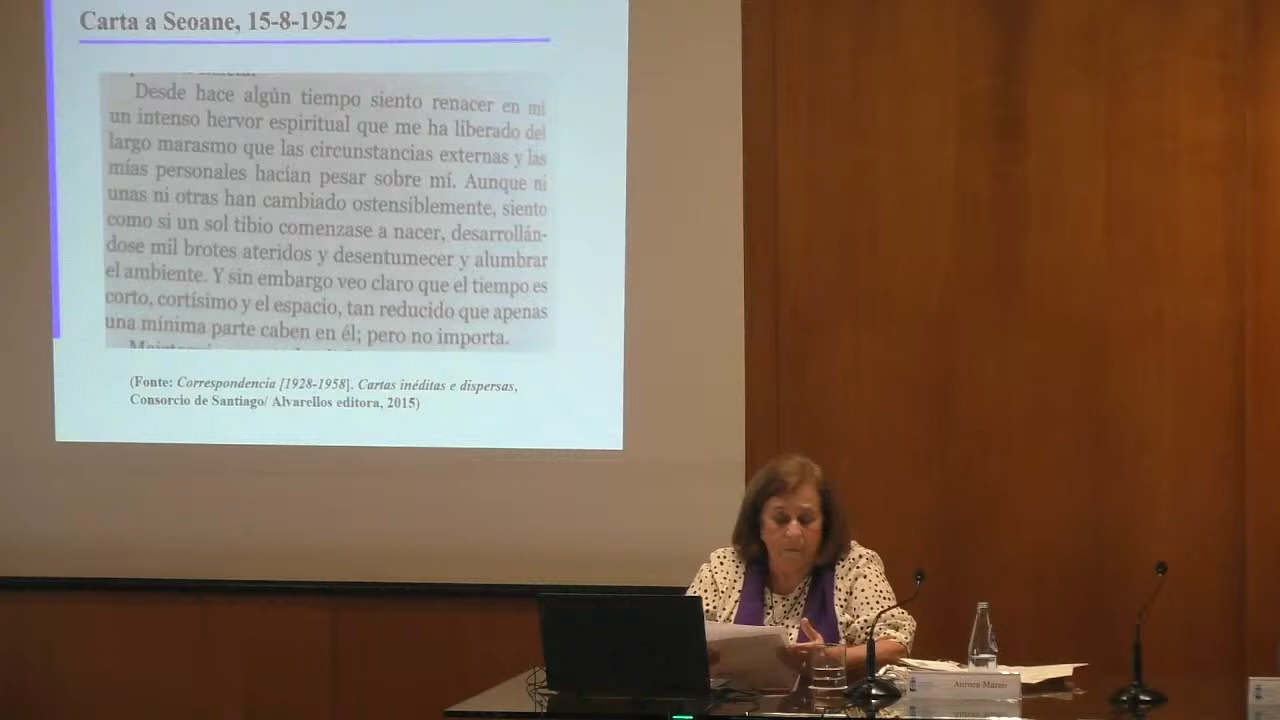 Carta a Seoane, 15-8-1952
Desde hace algún tiempo siento renacer en mí
un intenso hervor espiritual que me ha liberado del
largo marasmo que las circunstancias externas y las
mías personales hacían pesar sobre mí. Aunque ni
unas ni otras han cambiado ostensiblemente, siento
como si un sol tibio comenzase a nacer, desarrollán-
dose mil brotes ateridos y desentumecer y alumbrar
el ambiente. Y sin embargo veo claro que el tiempo es
corto, cortísimo y el espacio, tan reducido que apenas
una mínima parte caben en él; pero no importa.
(Fonte: Correspondencia [1928-1958]. Cartas inéditas e dispersas,
Consorcio de Santiago/ Alvarellos editora, 2015)
Aurora Marco